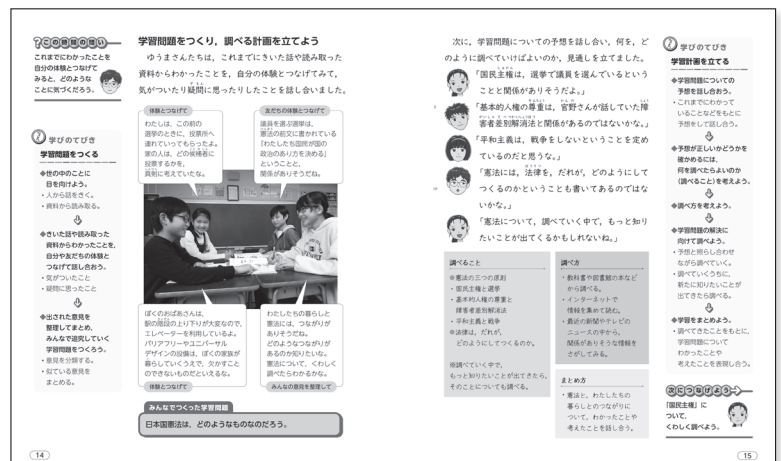 この時間の問い
これまでにわかったことを
自分の体験とつなげて
みると、どのような
ことに気づくだろう。
学びのてびき
学習問題をつくる
◆世の中のことに
目を向けよう。
・人から話をきく。
・資料から読み取る。
◆きいた話や読み取った
資料からわかったことを、
自分や友だちの体験と
つなげて話し合おう。
・気がついたこと
・疑問に思ったこと
◆出された意見を
整理してまとめ、
みんなで追究していく
学習問題をつくろう。
・意見を分類する。
・似ている意見を
まとめる。
14
学習問題をつくり，調べる計画を立てよう
ゆうまさんたちは，これまでにきいた話や読み取った
資料からわかったことを，自分の体験とつなげてみて，
気がついたり疑問に思ったりしたことを話し合いました。
体験とつなげて
わたしは、この前の
選挙のときに、投票所へ
連れていってもらったよ。
家の人は、どの候補者に
投票するかを、
真剣に考えていたな。
友だちの体験とつなげて
議員を選ぶ選挙は、
憲法の前文に書かれている
「わたしたち国民が国の
政治のあり方を決める」
ということと、
関係がありそうだね。
ぼくのおばあさんは、
駅の階段の上り下りが大変なので、
エレベーターを利用しているよ。
バリアフリーやユニバーサル
デザインの設備は、ぼくの家族が
暮らしていくうえで、欠かすこと
のできないものだといえるな。
体験とつなげて
わたしたちの暮らしと
憲法には、つながりが
ありそうだね。
どのようなつながりが
あるのか知りたいな。
憲法について、くわしく
調べたらわかるかな。
みんなの意見を整理して
みんなでつくった学習問題
日本国憲法は、どのようなものなのだろう。
次に，学習問題についての予想を話し合い，何を，ど
のように調べていけばよいのか，見通しを立てました。
「国民主権は，選挙で議員を選んでいるという
ことと関係がありそうだよ。」
5
「基本的人権の尊重は，官野さんが話していた障
害者差別解消法と関係があるのではないかな。」
「平和主義は，戦争をしないということを定め
ているのだと思うな。」
「憲法には，法律を，だれが，どのようにして
10
つくるのかということも書いてあるのではな
いかな。」
「憲法について，調べていく中で，もっと知り
たいことが出てくるかもしれないね。」
調べること
◎憲法の三つの原則
・国民主権と選挙
・基本的人権の尊重と
障害者差別解消法
・平和主義と戦争
◎法律は、だれが、
どのようにしてつくるのか。
※調べていく中で、
もっと知りたいことが出てきたら、
そのことについても調べる。
調べ方
・教科書や図書館の本など
から調べる。
・インターネットで
情報を集めて読む。
・最近の新聞やテレビの
ニュースの中から、
関係がありそうな情報を
さがしてみる。
まとめ方
・憲法と、わたしたちの
暮らしとのつながりに
ついて、わかったことや
考えたことを話し合う。
学びのてびき
学習計画を立てる
◆学習問題についての
予想を話し合おう。
・これまでにわかって
いることなどをもとに
予想をして話し合う。
◆予想が正しいかどうかを
確かめるには、
何を調べたらよいのか
（調べること）を考えよう。
◆調べ方を考えよう。
◆学習問題の解決に
向けて調べよう。
・予想と照らし合わせ
ながら調べていく。
・調べていくうちに、
新たに知りたいことが
出てきたら調べる。
◆学習をまとめよう。
・調べてきたことをもとに、
学習問題について
わかったことや
考えたことを表現し合う。
次につなげよう
「国民主権」に
ついて、
くわしく調べよう。
15